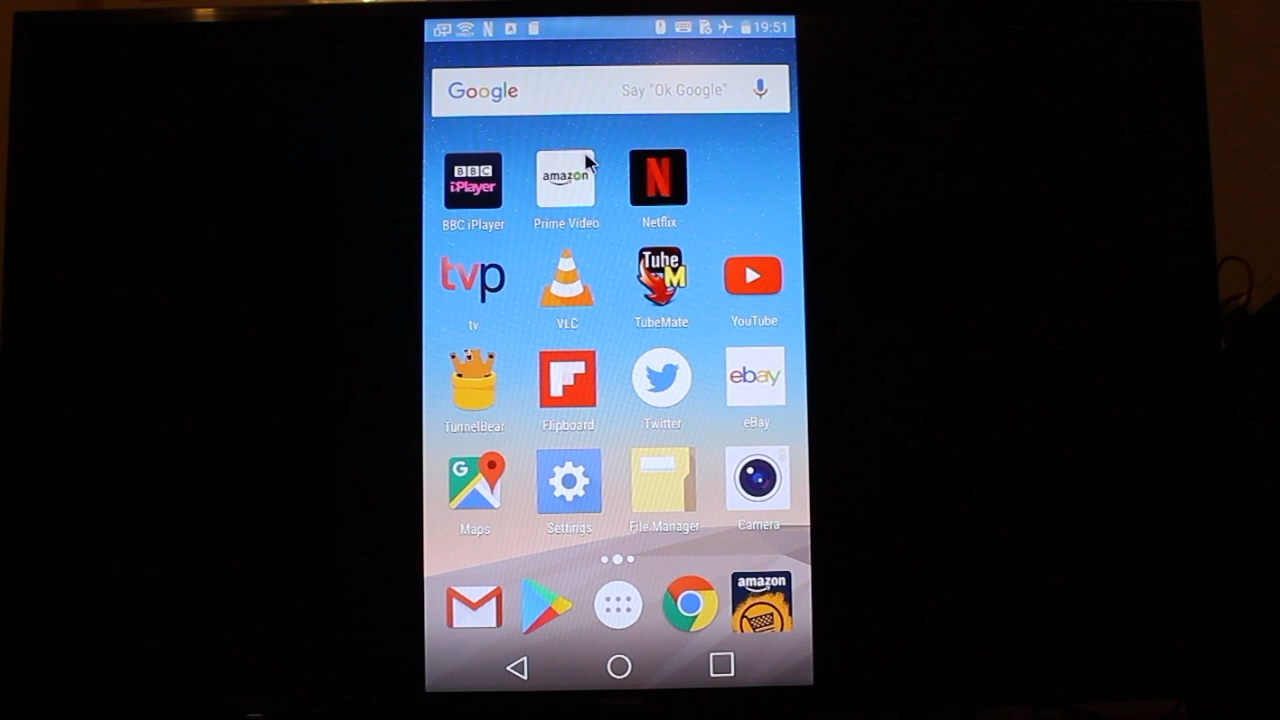 19:51
Google Say "Ok Google"
BBC iPlayer
amazon
N
BBC iPlayer Prime Video Netflix
tvp
Tube M
tv VLC TubeMate YouTube
ebay
TunnelBear Flipboard Twitter eBay
G
Maps Settings File Manager Camera
amazon